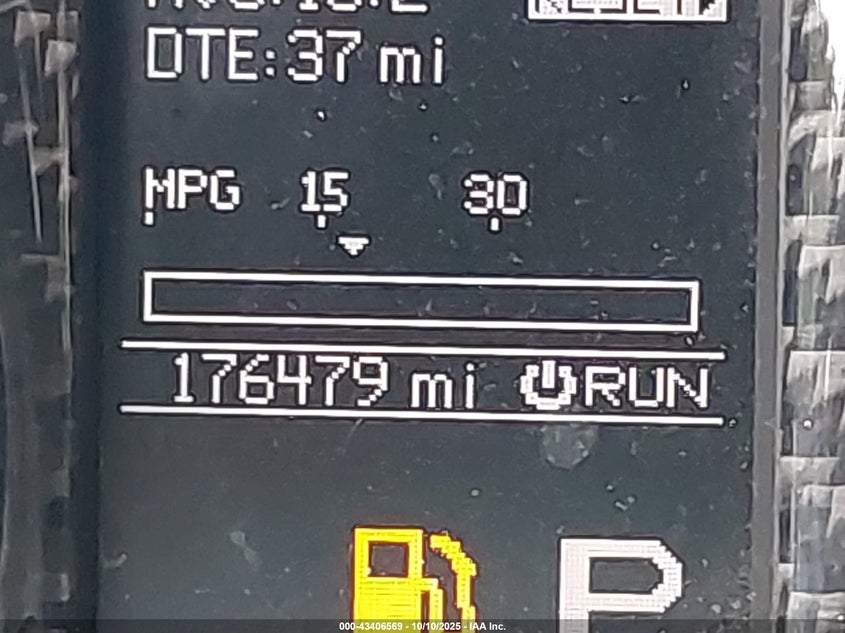 DTE:37 mi
MPG 15 30
176479 mi RUN
P
000-43406569 - 10/10/2025 - IAA Inc.